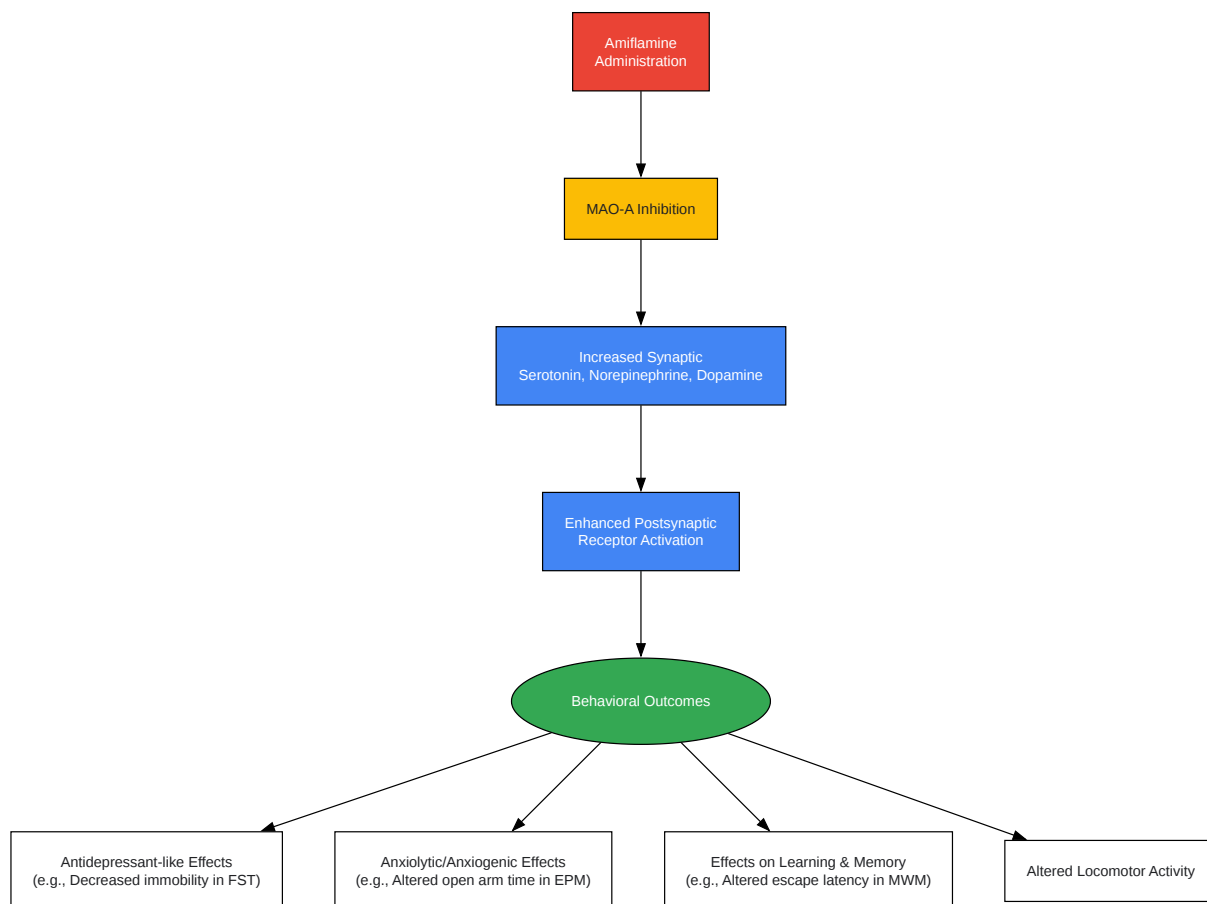 Amiflamine
Administration
MAO-A Inhibition
Increased Synaptic
Serotonin, Norepinephrine, Dopamine
Enhanced Postsynaptic
Receptor Activation
Behavioral Outcomes
Antidepressant-like Effects
(e.g., Decreased immobility in FST)
Anxiolytic/Anxiogenic Effects
(e.g., Altered open arm time in EPM)
Effects on Learning & Memory
(e.g., Altered escape latency in MWM)
Altered Locomotor Activity